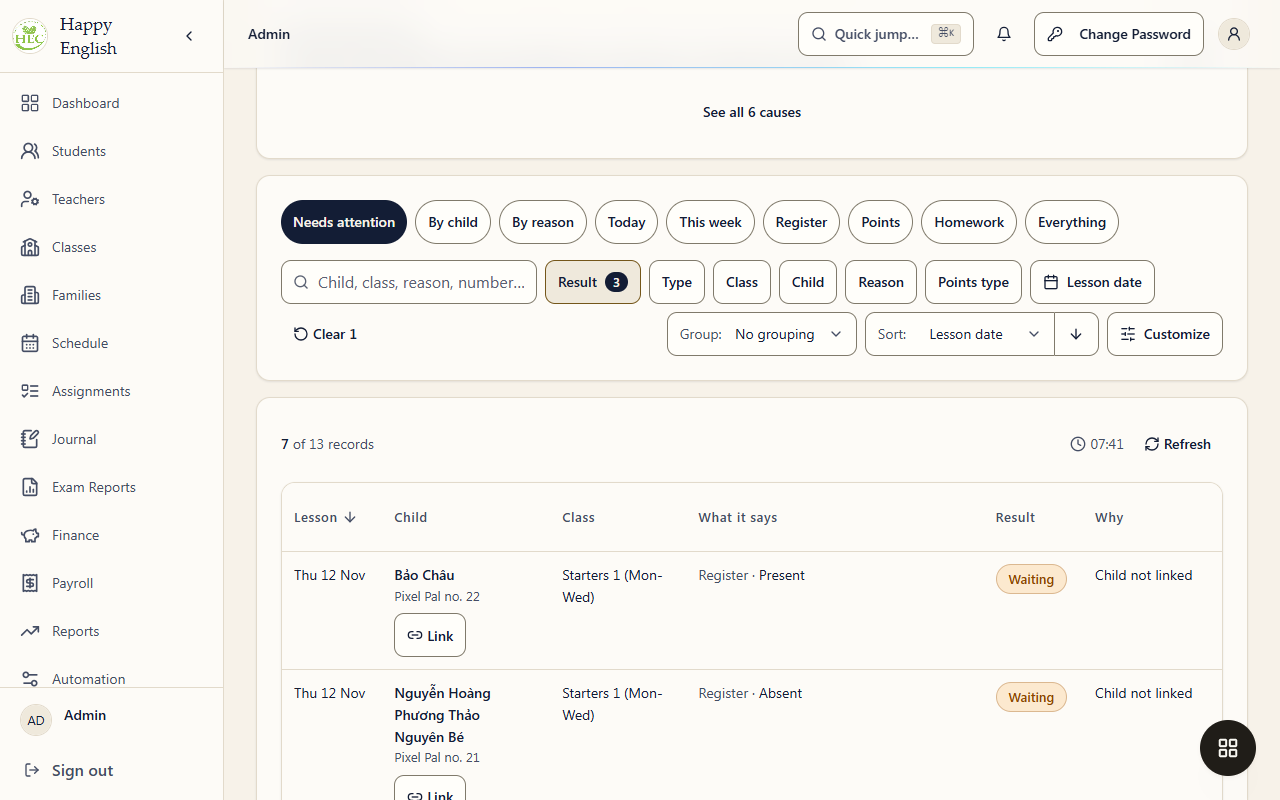 HEC
Happy
English
Admin
Quick jump...
⌘K
Change Password
Dashboard
Students
Teachers
Classes
Families
Schedule
Assignments
Journal
Exam Reports
Finance
Payroll
Reports
Automation
AD
Admin
Sign out
See all 6 causes
Needs attention
By child
By reason
Today
This week
Register
Points
Homework
Everything
Child, class, reason, number...
Result 3
Type
Class
Child
Reason
Points type
Lesson date
Clear 1
Group: No grouping
Sort: Lesson date
Customize
7 of 13 records
07:41
Refresh
Lesson
Child
Class
What it says
Result
Why
Thu 12 Nov
Bảo Châu
Pixel Pal no. 22
Link
Starters 1 (Mon-
Wed)
Register · Present
Waiting
Child not linked
Thu 12 Nov
Nguyễn Hoàng
Phương Thảo
Nguyên Bé
Pixel Pal no. 21
Link
Starters 1 (Mon-
Wed)
Register · Absent
Waiting
Child not linked